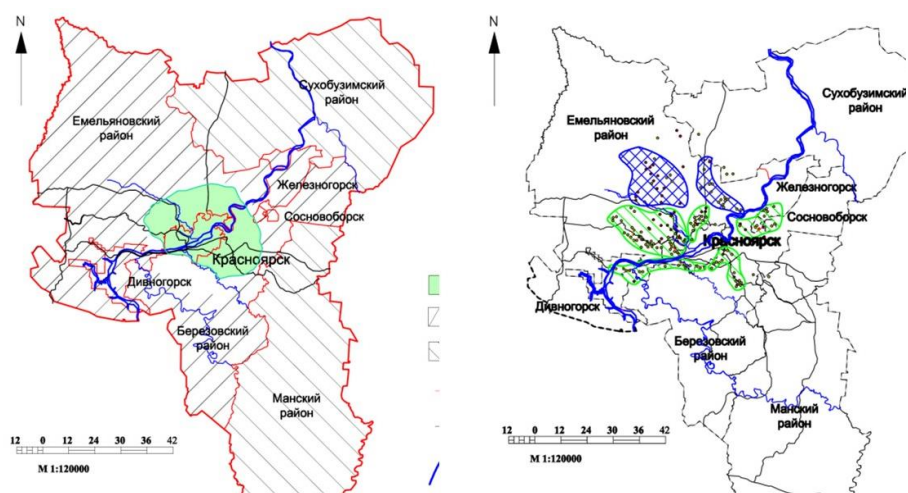 N
Сухобузимский
район
Емельяновский
район
Железногорск
Сосновоборск
Красноярск
Дивногорск
Березовский
район
Манский
район
12 6 0 12 24 30 36 42
М 1:120000
N
Сухобузимский
район
Емельяновский
район
Железногорск
Сосновоборск
Красноярск
Дивногорск
Березовский
район
Манский
район
12 6 0 12 24 30 36 42
М 1:120000